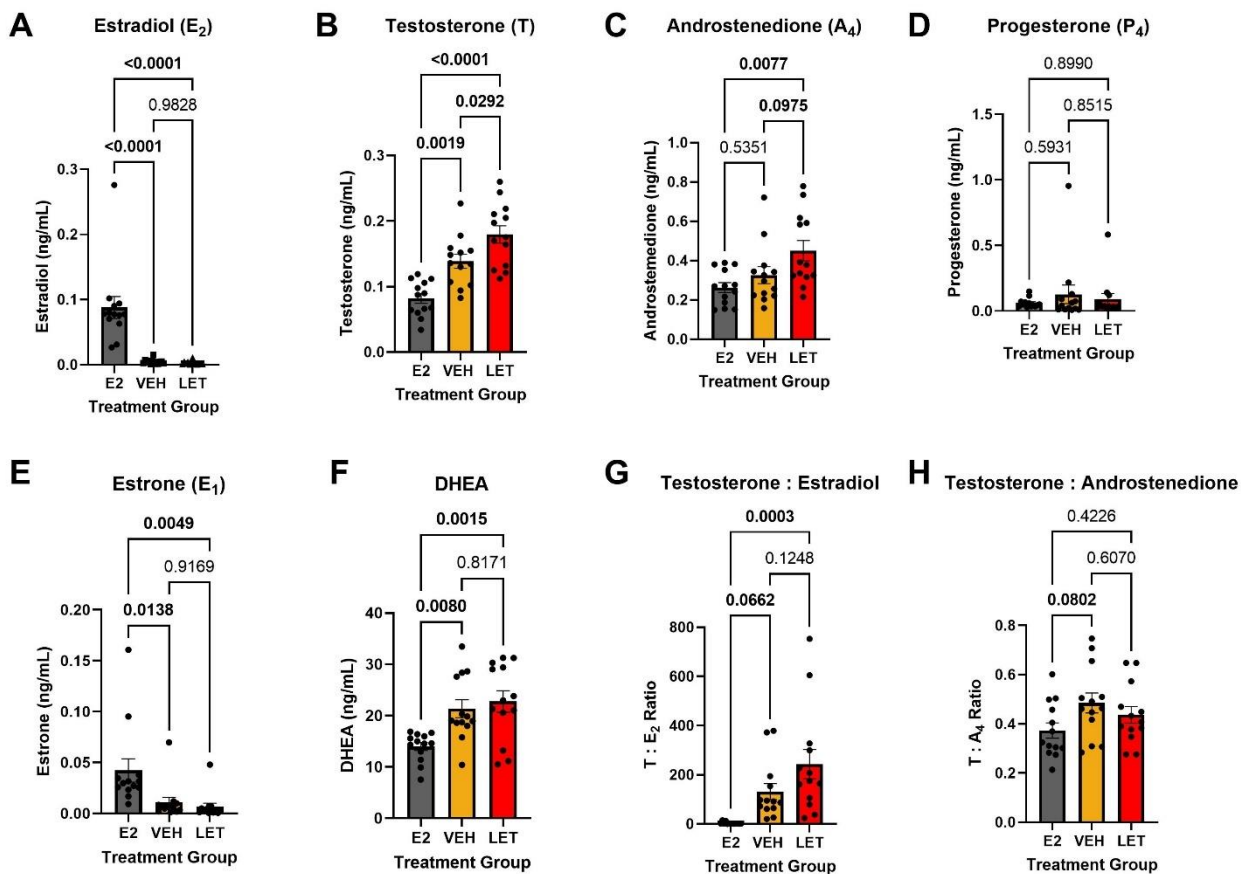 A
Estradiol (E₂)
<0.0001
0.9828
<0.0001
0.3
0.2
0.1
0.0
Estradiol (ng/mL)
E2 VEH LET
Treatment Group
B
Testosterone (T)
<0.0001
0.0292
0.0019
0.3
0.2
0.1
0.0
Testosterone (ng/mL)
E2 VEH LET
Treatment Group
C
Androstenedione (A₄)
0.0077
0.0975
0.5351
1.0
0.8
0.6
0.4
0.2
0.0
Androstemedione (ng/mL)
E2 VEH LET
Treatment Group
D
Progesterone (P₄)
0.8990
0.8515
0.5931
1.5
1.0
0.5
0.0
Progesterone (ng/mL)
E2 VEH LET
Treatment Group
E
Estrone (E₁)
0.0049
0.9169
0.0138
0.20
0.15
0.10
0.05
0.00
Estrone (ng/mL)
E2 VEH LET
Treatment Group
F
DHEA
0.0015
0.8171
0.0080
40
30
20
10
0
DHEA (ng/mL)
E2 VEH LET
Treatment Group
G
Testosterone : Estradiol
0.0003
0.1248
0.0662
800
600
400
200
0
T : E₂ Ratio
E2 VEH LET
Treatment Group
H
Testosterone : Androstenedione
0.4226
0.6070
0.0802
0.8
0.6
0.4
0.2
0.0
T : A₄ Ratio
E2 VEH LET
Treatment Group